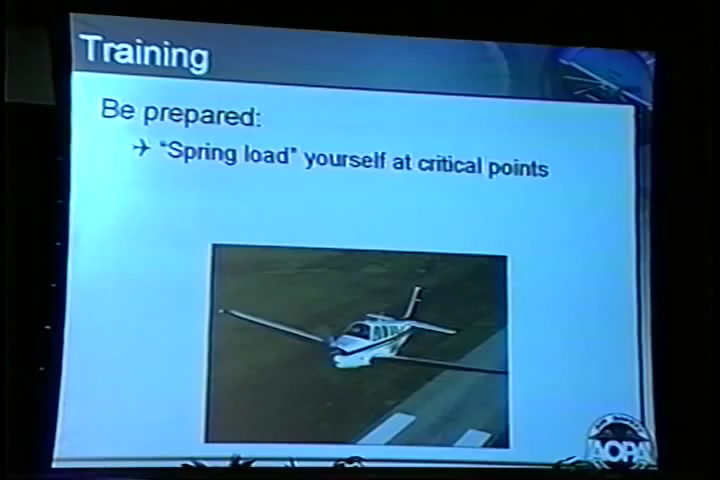 Training
Be prepared:
"Spring load" yourself at critical points
AOPA